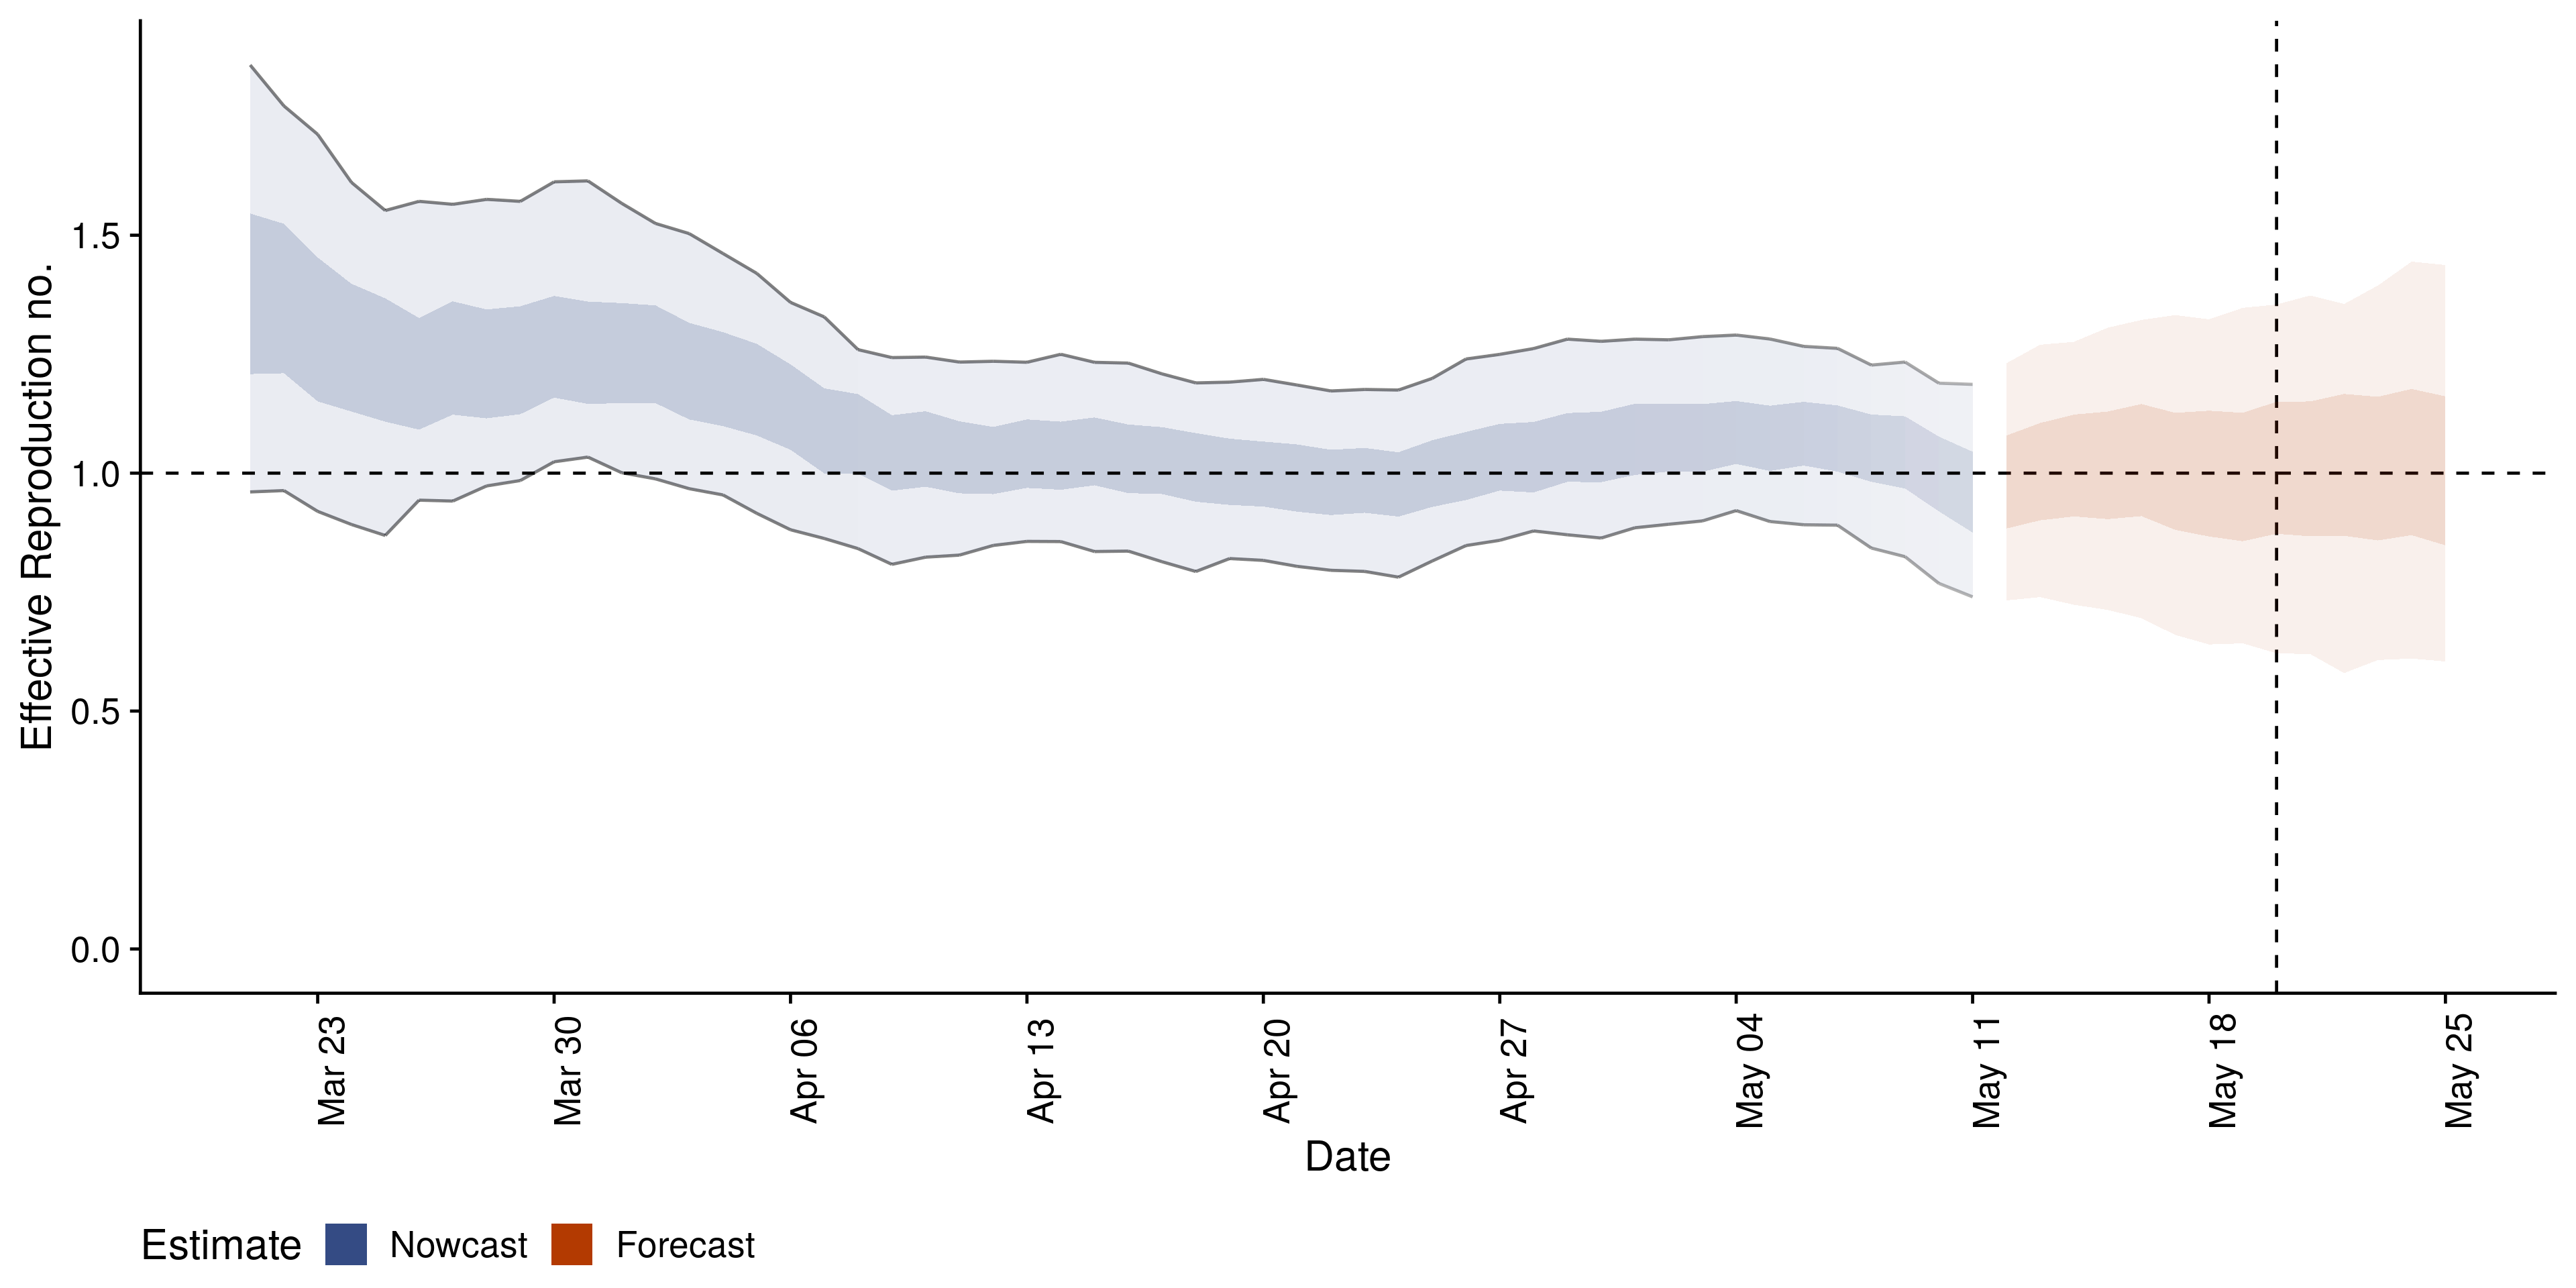 Effective Reproduction no.
1.5
1.0
0.5
0.0
Mar 23
Mar 30
Apr 06
Apr 13
Apr 20
Apr 27
May 04
May 11
May 18
May 25
Date
Estimate Nowcast Forecast